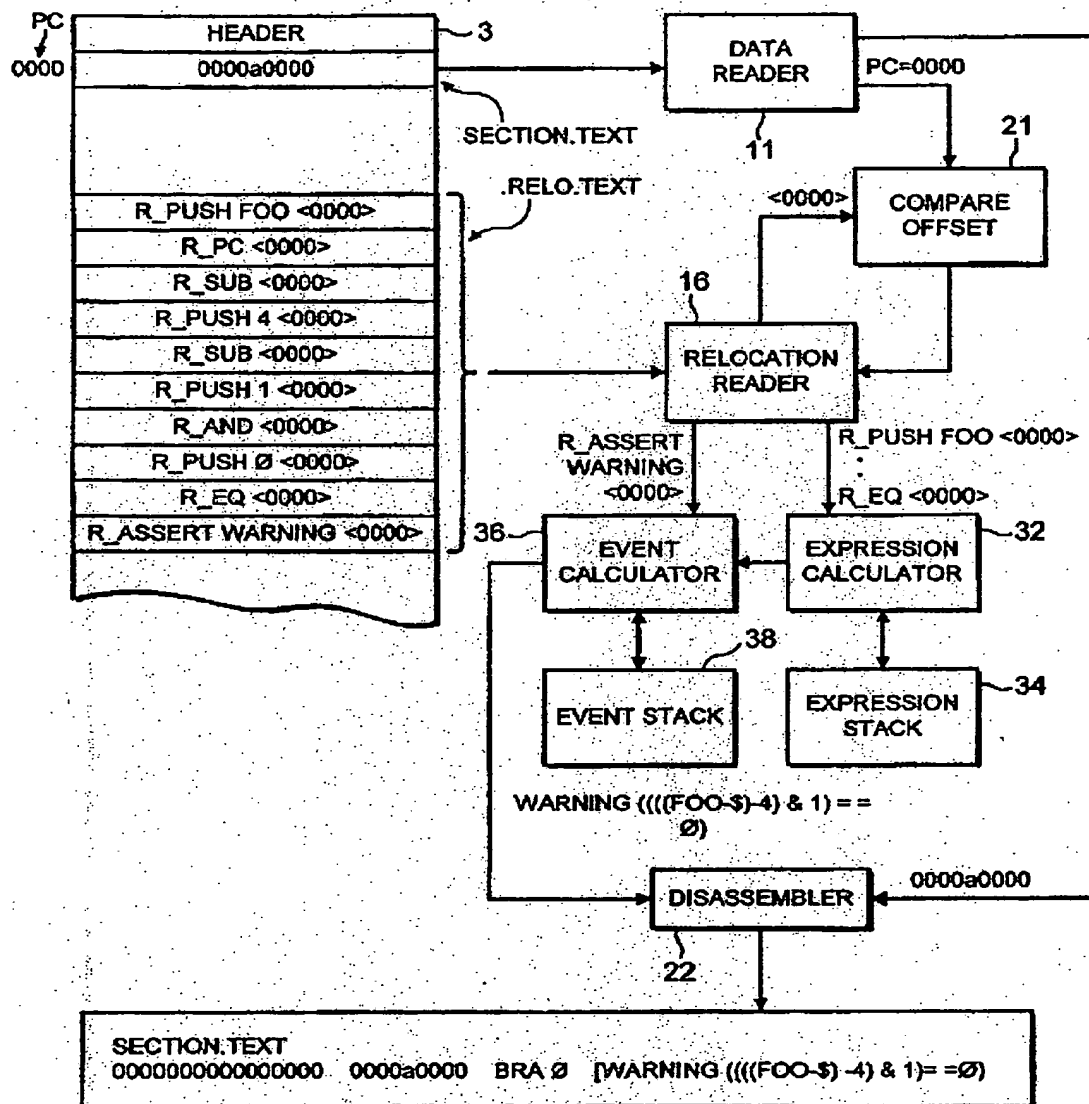 PC
0000
HEADER
3
0000a0000
SECTION.TEXT
.RELO.TEXT
R_PUSH FOO <0000>
R_PC <0000>
R_SUB <0000>
R_PUSH 4 <0000>
R_SUB <0000>
R_PUSH 1 <0000>
R_AND <0000>
R_PUSH Ø <0000>
R_EQ <0000>
R_ASSERT WARNING <0000>
DATA
READER
11
PC=0000
21
COMPARE
OFFSET
<0000>
16
RELOCATION
READER
R_ASSERT
WARNING
<0000>
R_PUSH FOO <0000>
.
.
R_EQ <0000>
36
EVENT
CALCULATOR
32
EXPRESSION
CALCULATOR
38
EVENT STACK
34
EXPRESSION
STACK
WARNING ((((FOO-$)-4) & 1) = =
Ø)
0000a0000
DISASSEMBLER
22
SECTION.TEXT
0000000000000000 0000a0000 BRA Ø [WARNING ((((FOO-$) -4) & 1)= =Ø)